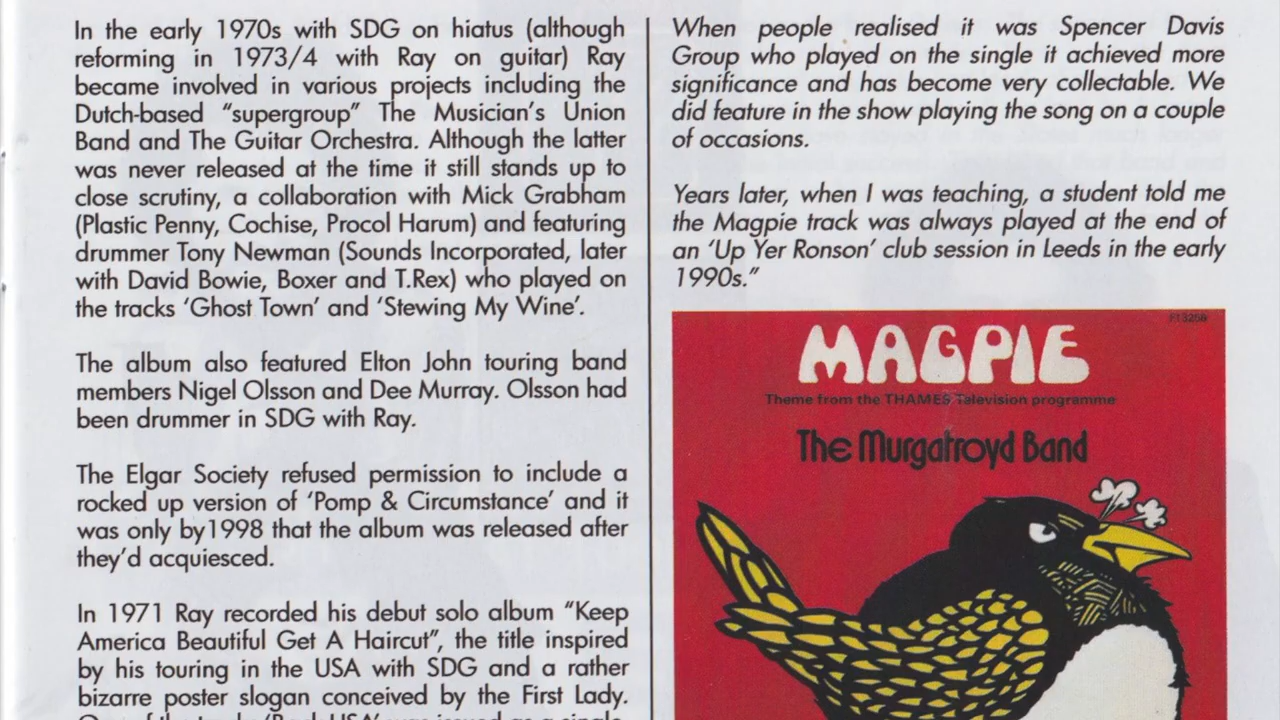 In the early 1970s with SDG on hiatus (although
reforming in 1973/4 with Ray on guitar) Ray
became involved in various projects including the
Dutch-based “supergroup” The Musician’s Union
Band and The Guitar Orchestra. Although the latter
was never released at the time it still stands up to
close scrutiny, a collaboration with Mick Grabham
(Plastic Penny, Cochise, Procol Harum) and featuring
drummer Tony Newman (Sounds Incorporated, later
with David Bowie, Boxer and T.Rex) who played on
the tracks ‘Ghost Town’ and ‘Stewing My Wine’.
The album also featured Elton John touring band
members Nigel Olsson and Dee Murray. Olsson had
been drummer in SDG with Ray.
The Elgar Society refused permission to include a
rocked up version of ‘Pomp & Circumstance’ and it
was only by1998 that the album was released after
they’d acquiesced.
In 1971 Ray recorded his debut solo album “Keep
America Beautiful Get A Haircut”, the title inspired
by his touring in the USA with SDG and a rather
bizarre poster slogan conceived by the First Lady.
One of the tracks ‘Rock USA’ was issued as a single
When people realised it was Spencer Davis
Group who played on the single it achieved more
significance and has become very collectable. We
did feature in the show playing the song on a couple
of occasions.
Years later, when I was teaching, a student told me
the Magpie track was always played at the end of
an ‘Up Yer Ronson’ club session in Leeds in the early
1990s.”
MAGPIE
Theme from the THAMES Television programme
The Murgatroyd Band